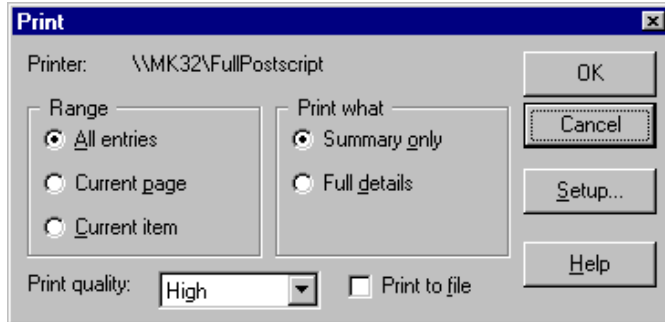 Print
Printer: \\MK32\FullPostscript
OK
Range
Print what
Cancel
All entries
Summary only
Current page
Full details
Setup...
Current item
Help
Print quality: High
Print to file